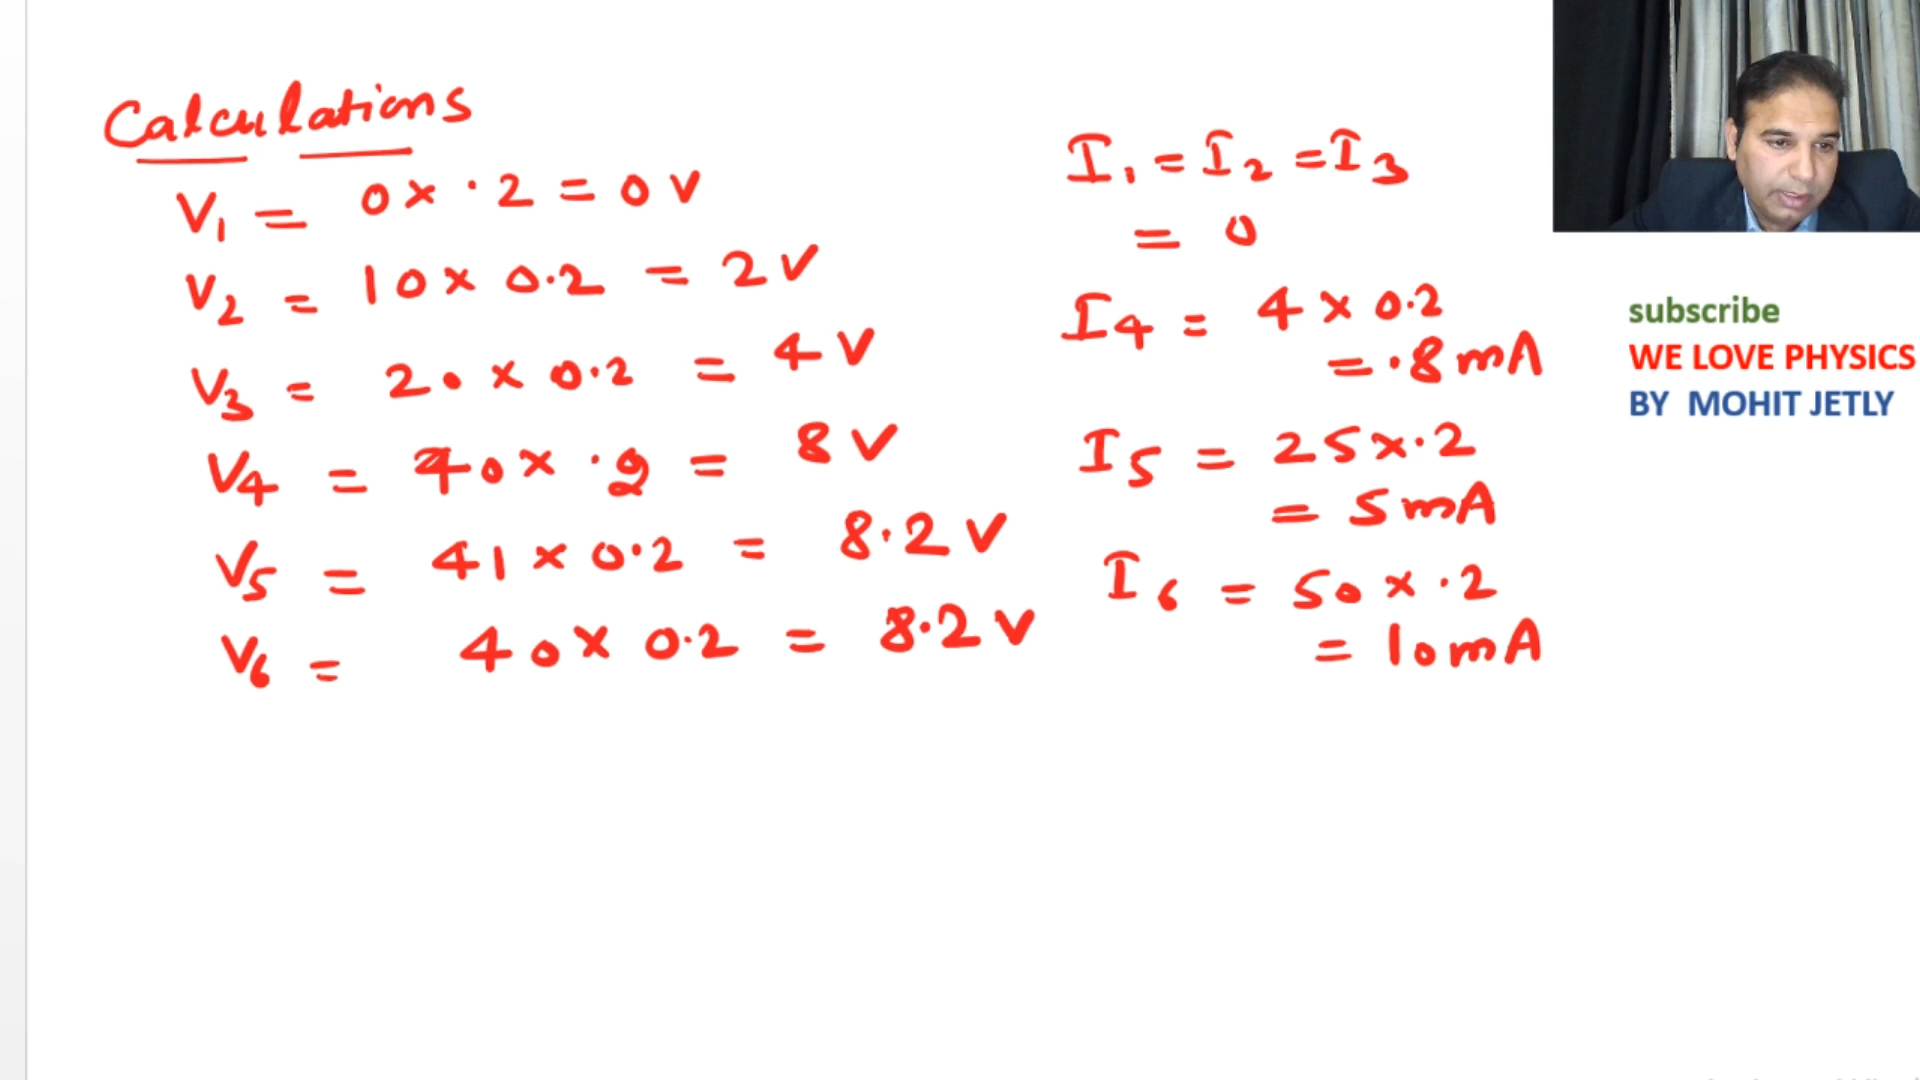 Calculations
V1 = 0 x .2 = 0 V
V2 = 10 x 0.2 = 2 V
V3 = 20 x 0.2 = 4 V
V4 = 40 x .2 = 8 V
V5 = 41 x 0.2 = 8.2 V
V6 = 40 x 0.2 = 8.2 V
I1 = I2 = I3
= 0
I4 = 4 x 0.2
= .8 mA
I5 = 25 x .2
= 5 mA
I6 = 50 x .2
= 10 mA
subscribe
WE LOVE PHYSICS
BY MOHIT JETLY